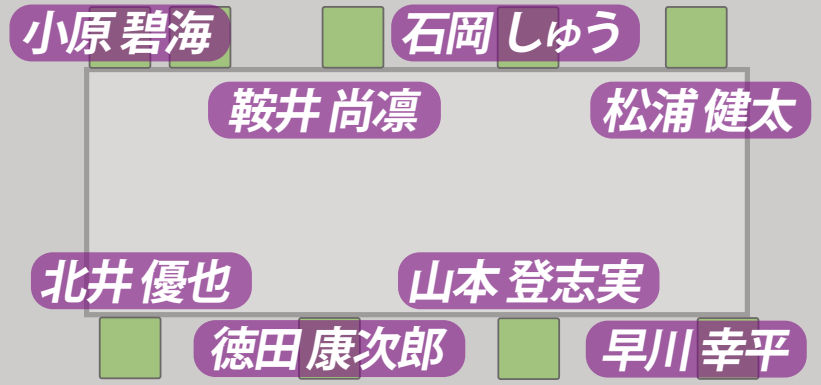 小原 碧海
石岡 しゅう
鞍井 尚凛
松浦 健太
北井 優也
山本 登志実
徳田 康次郎
早川 幸平